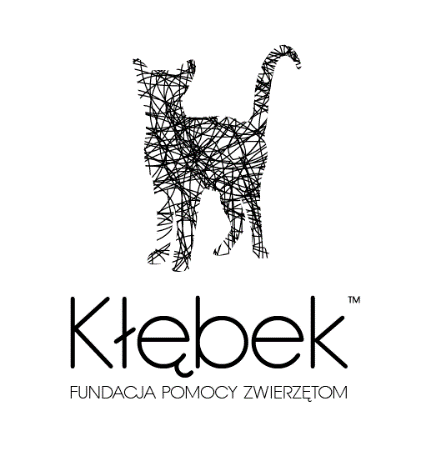 Kłębek™
FUNDACJA POMOCY ZWIERZĘTOM